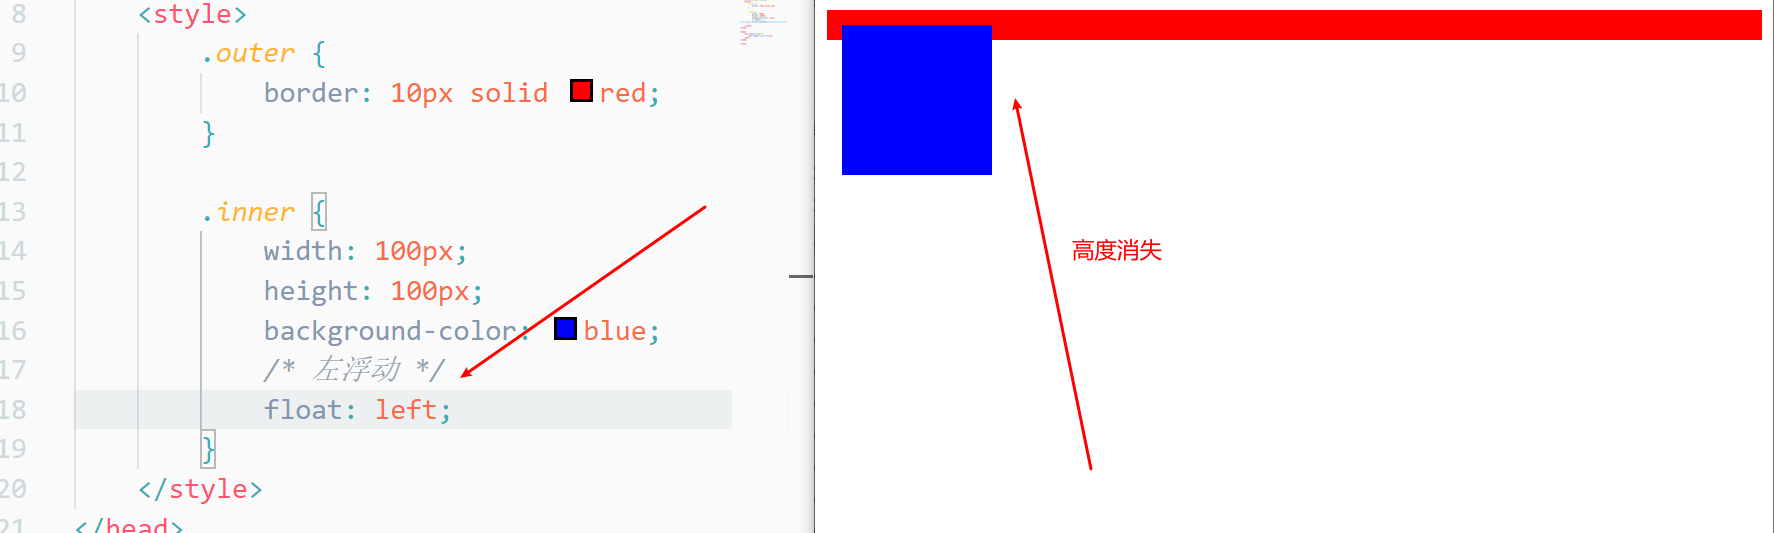 8 <style>
9 .outer {
10 border: 10px solid red;
11 }
12
13 .inner {
14 width: 100px;
15 height: 100px;
16 background-color: blue;
17 /* 左浮动 */
18 float: left;
19 }
20 </style>
21 </head>
高度消失